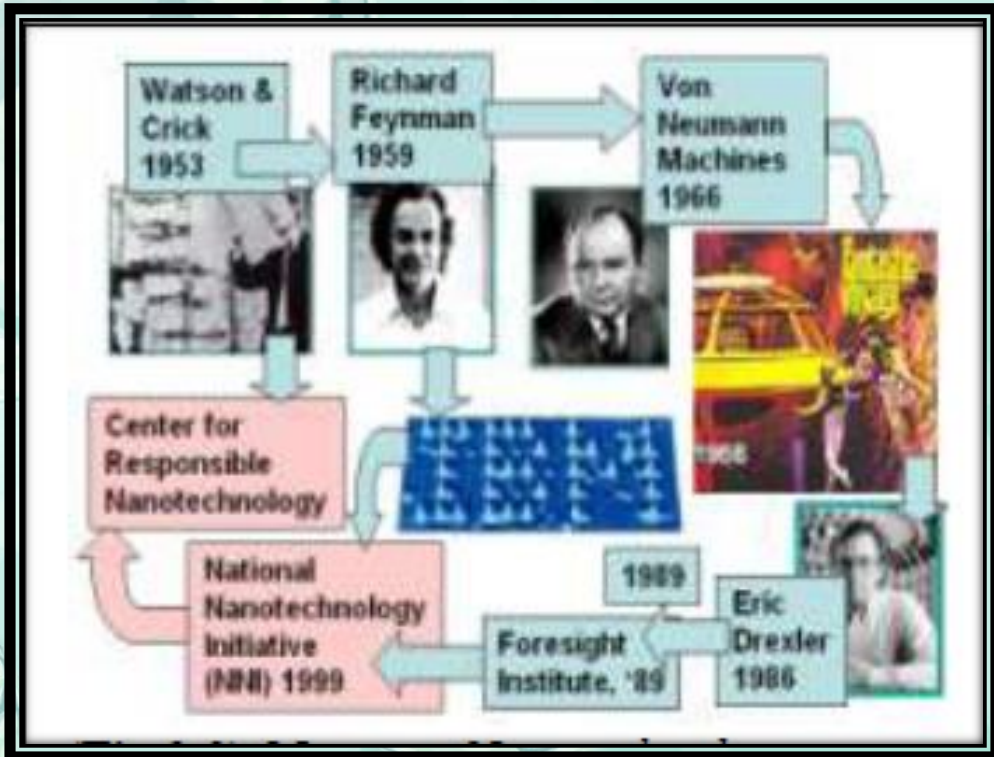 Watson &
Crick
1953
Richard
Feynman
1959
Von
Neumann
Machines
1966
Center for
Responsible
Nanotechnology
National
Nanotechnology
Initiative
(NNI) 1999
1989
Foresight
Institute, ‘89
Eric
Drexler
1986